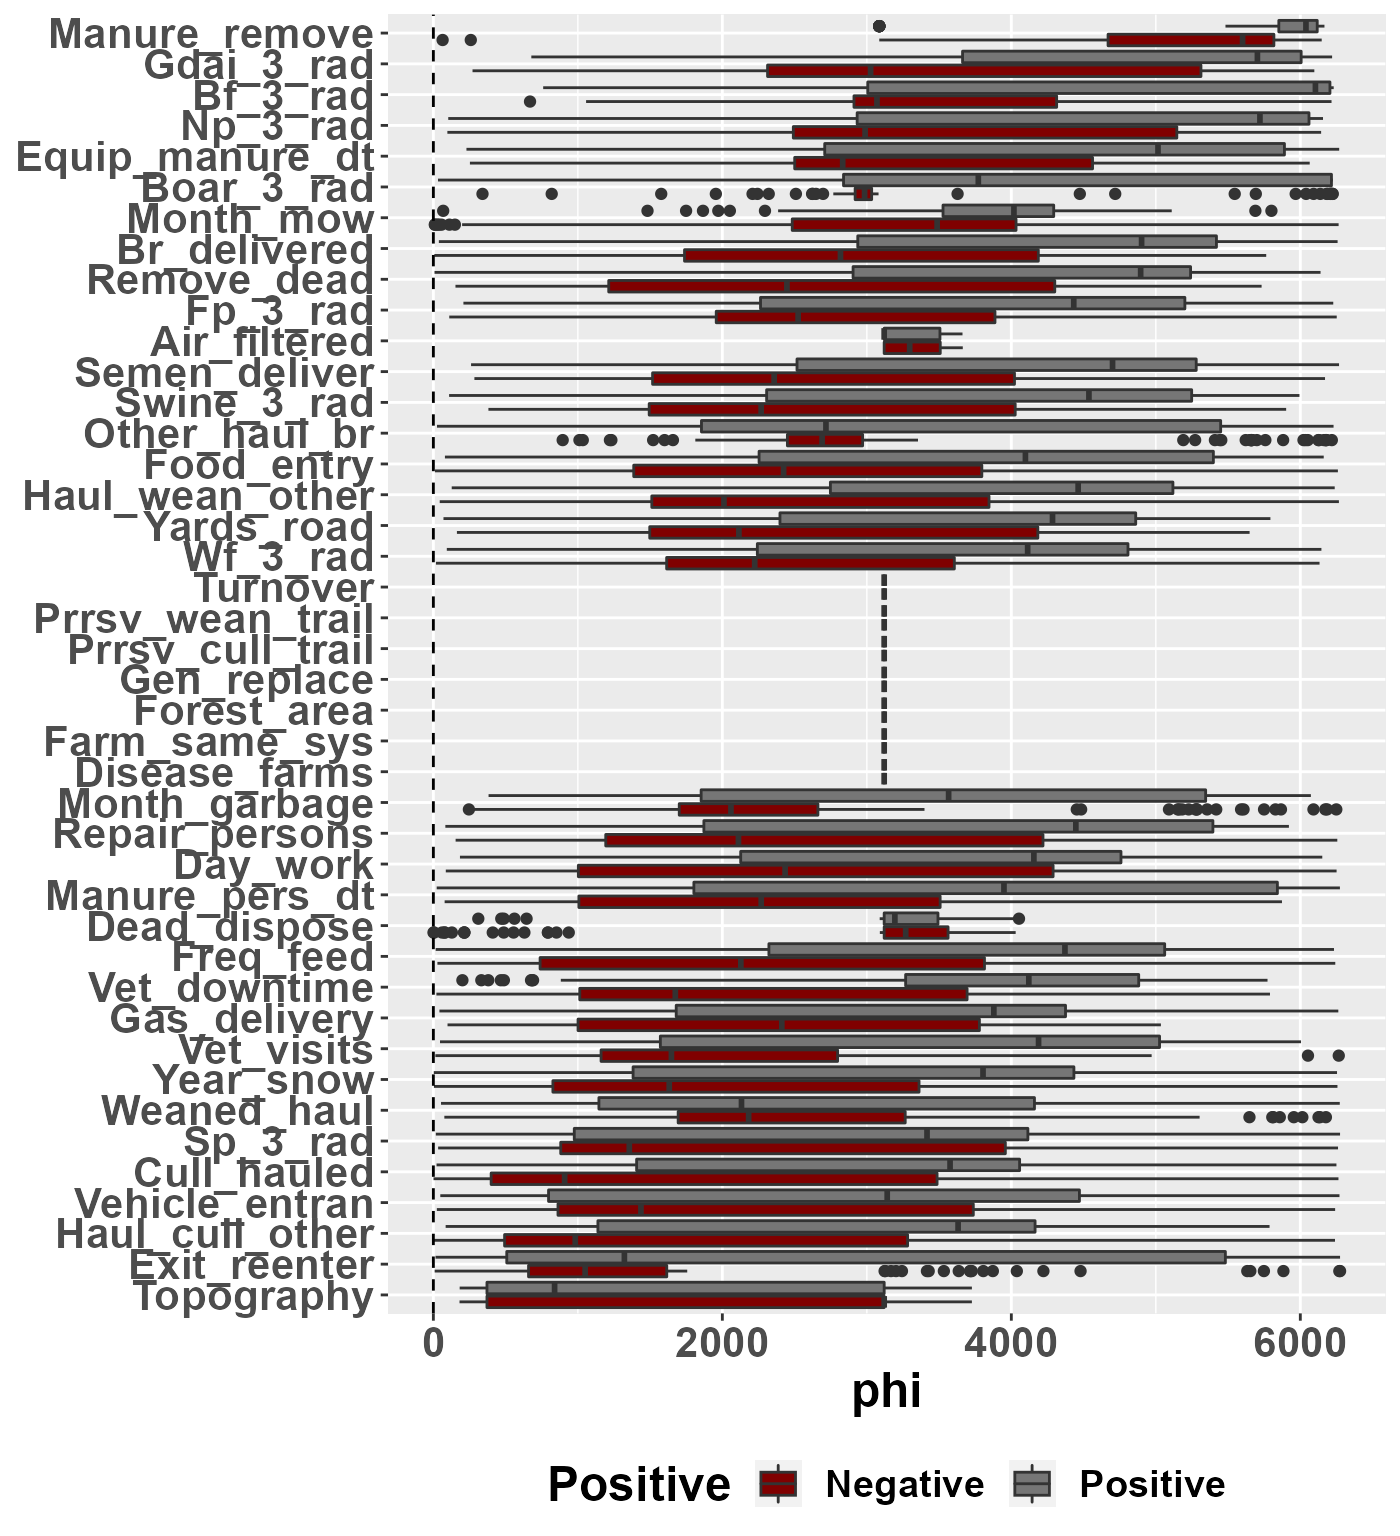 Manure_remove
Gdai_3_rad
Bf_3_rad
Np_3_rad
Equip_manure_dt
Boar_3_rad
Month_mow
Br_delivered
Remove_dead
Fp_3_rad
Air_filtered
Semen_deliver
Swine_3_rad
Other_haul_br
Food_entry
Haul_wean_other
Yards_road
Wf_3_rad
Turnover
Prrsv_wean_trail
Prrsv_cull_trail
Gen_replace
Forest_area
Farm_same_sys
Disease_farms
Month_garbage
Repair_persons
Day_work
Manure_pers_dt
Dead_dispose
Freq_feed
Vet_downtime
Gas_delivery
Vet_visits
Year_snow
Weaned_haul
Sp_3_rad
Cull_hauled
Vehicle_entran
Haul_cull_other
Exit_reenter
Topography
0 2000 4000 6000
phi
Positive Negative Positive